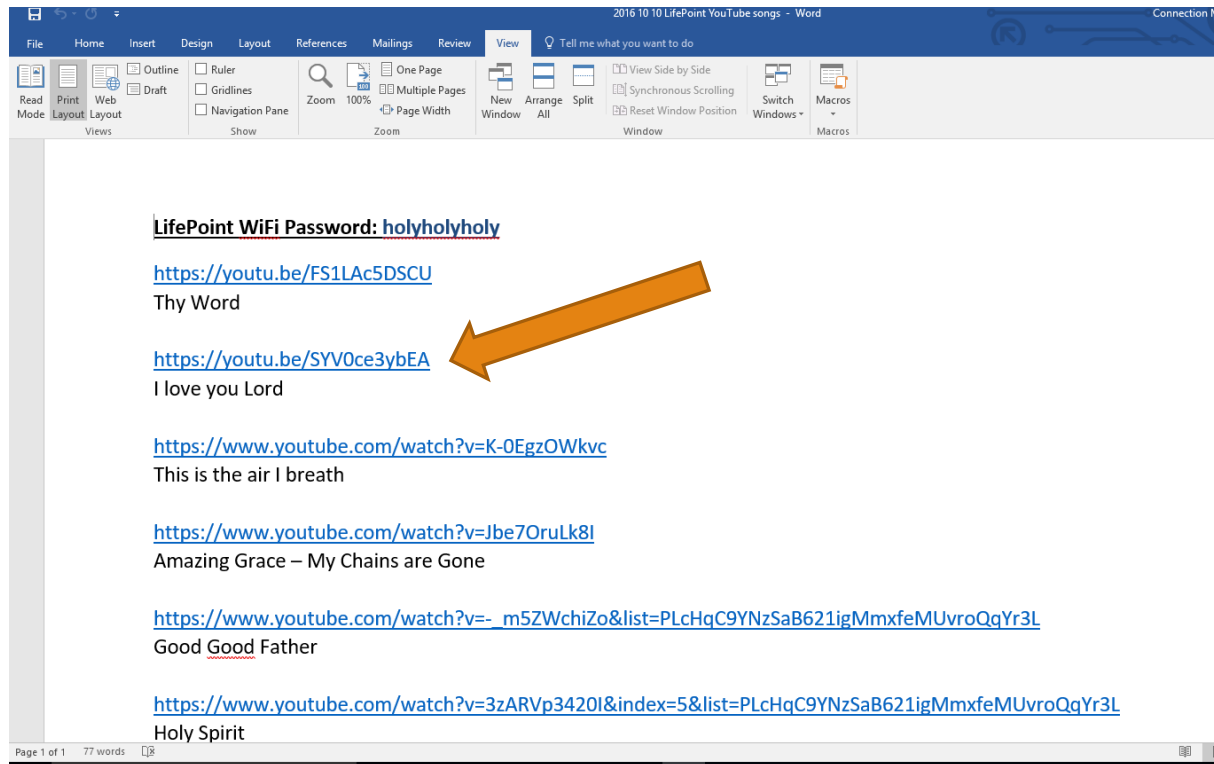 2016 10 10 LifePoint YouTube songs - Word
Connection
File Home Insert Design Layout References Mailings Review View Tell me what you want to do
Read Mode
Print Layout
Web Layout
Outline
Draft
Views
Ruler
Gridlines
Navigation Pane
Show
Zoom
100%
One Page
Multiple Pages
Page Width
Zoom
New Window
Arrange All
Split
View Side by Side
Synchronous Scrolling
Reset Window Position
Window
Switch Windows
Macros
Macros
LifePoint WiFi Password: holyholyholy
https://youtu.be/FS1LAc5DSCU
Thy Word
https://youtu.be/SYV0ce3ybEA
I love you Lord
https://www.youtube.com/watch?v=K-0EgzOWkvc
This is the air I breath
https://www.youtube.com/watch?v=Jbe7OruLk8I
Amazing Grace – My Chains are Gone
https://www.youtube.com/watch?v=-_m5ZWchiZo&list=PLcHqC9YNzSaB621igMmxfeMUvroQqYr3L
Good Good Father
https://www.youtube.com/watch?v=3zARVp3420I&index=5&list=PLcHqC9YNzSaB621igMmxfeMUvroQqYr3L
Holy Spirit
Page 1 of 1 77 words